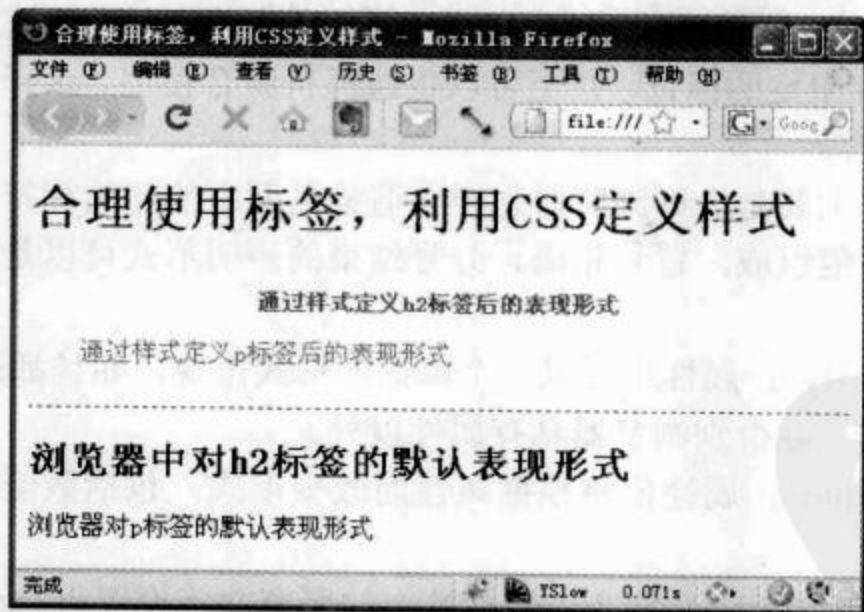 合理使用标签，利用CSS定义样式 - Mozilla Firefox
文件 (F) 编辑 (E) 查看 (V) 历史 (S) 书签 (B) 工具 (T) 帮助 (H)
file:/// Goog
合理使用标签，利用CSS定义样式
通过样式定义h2标签后的表现形式
通过样式定义p标签后的表现形式
浏览器中对h2标签的默认表现形式
浏览器对p标签的默认表现形式
完成 YSlow 0.071s